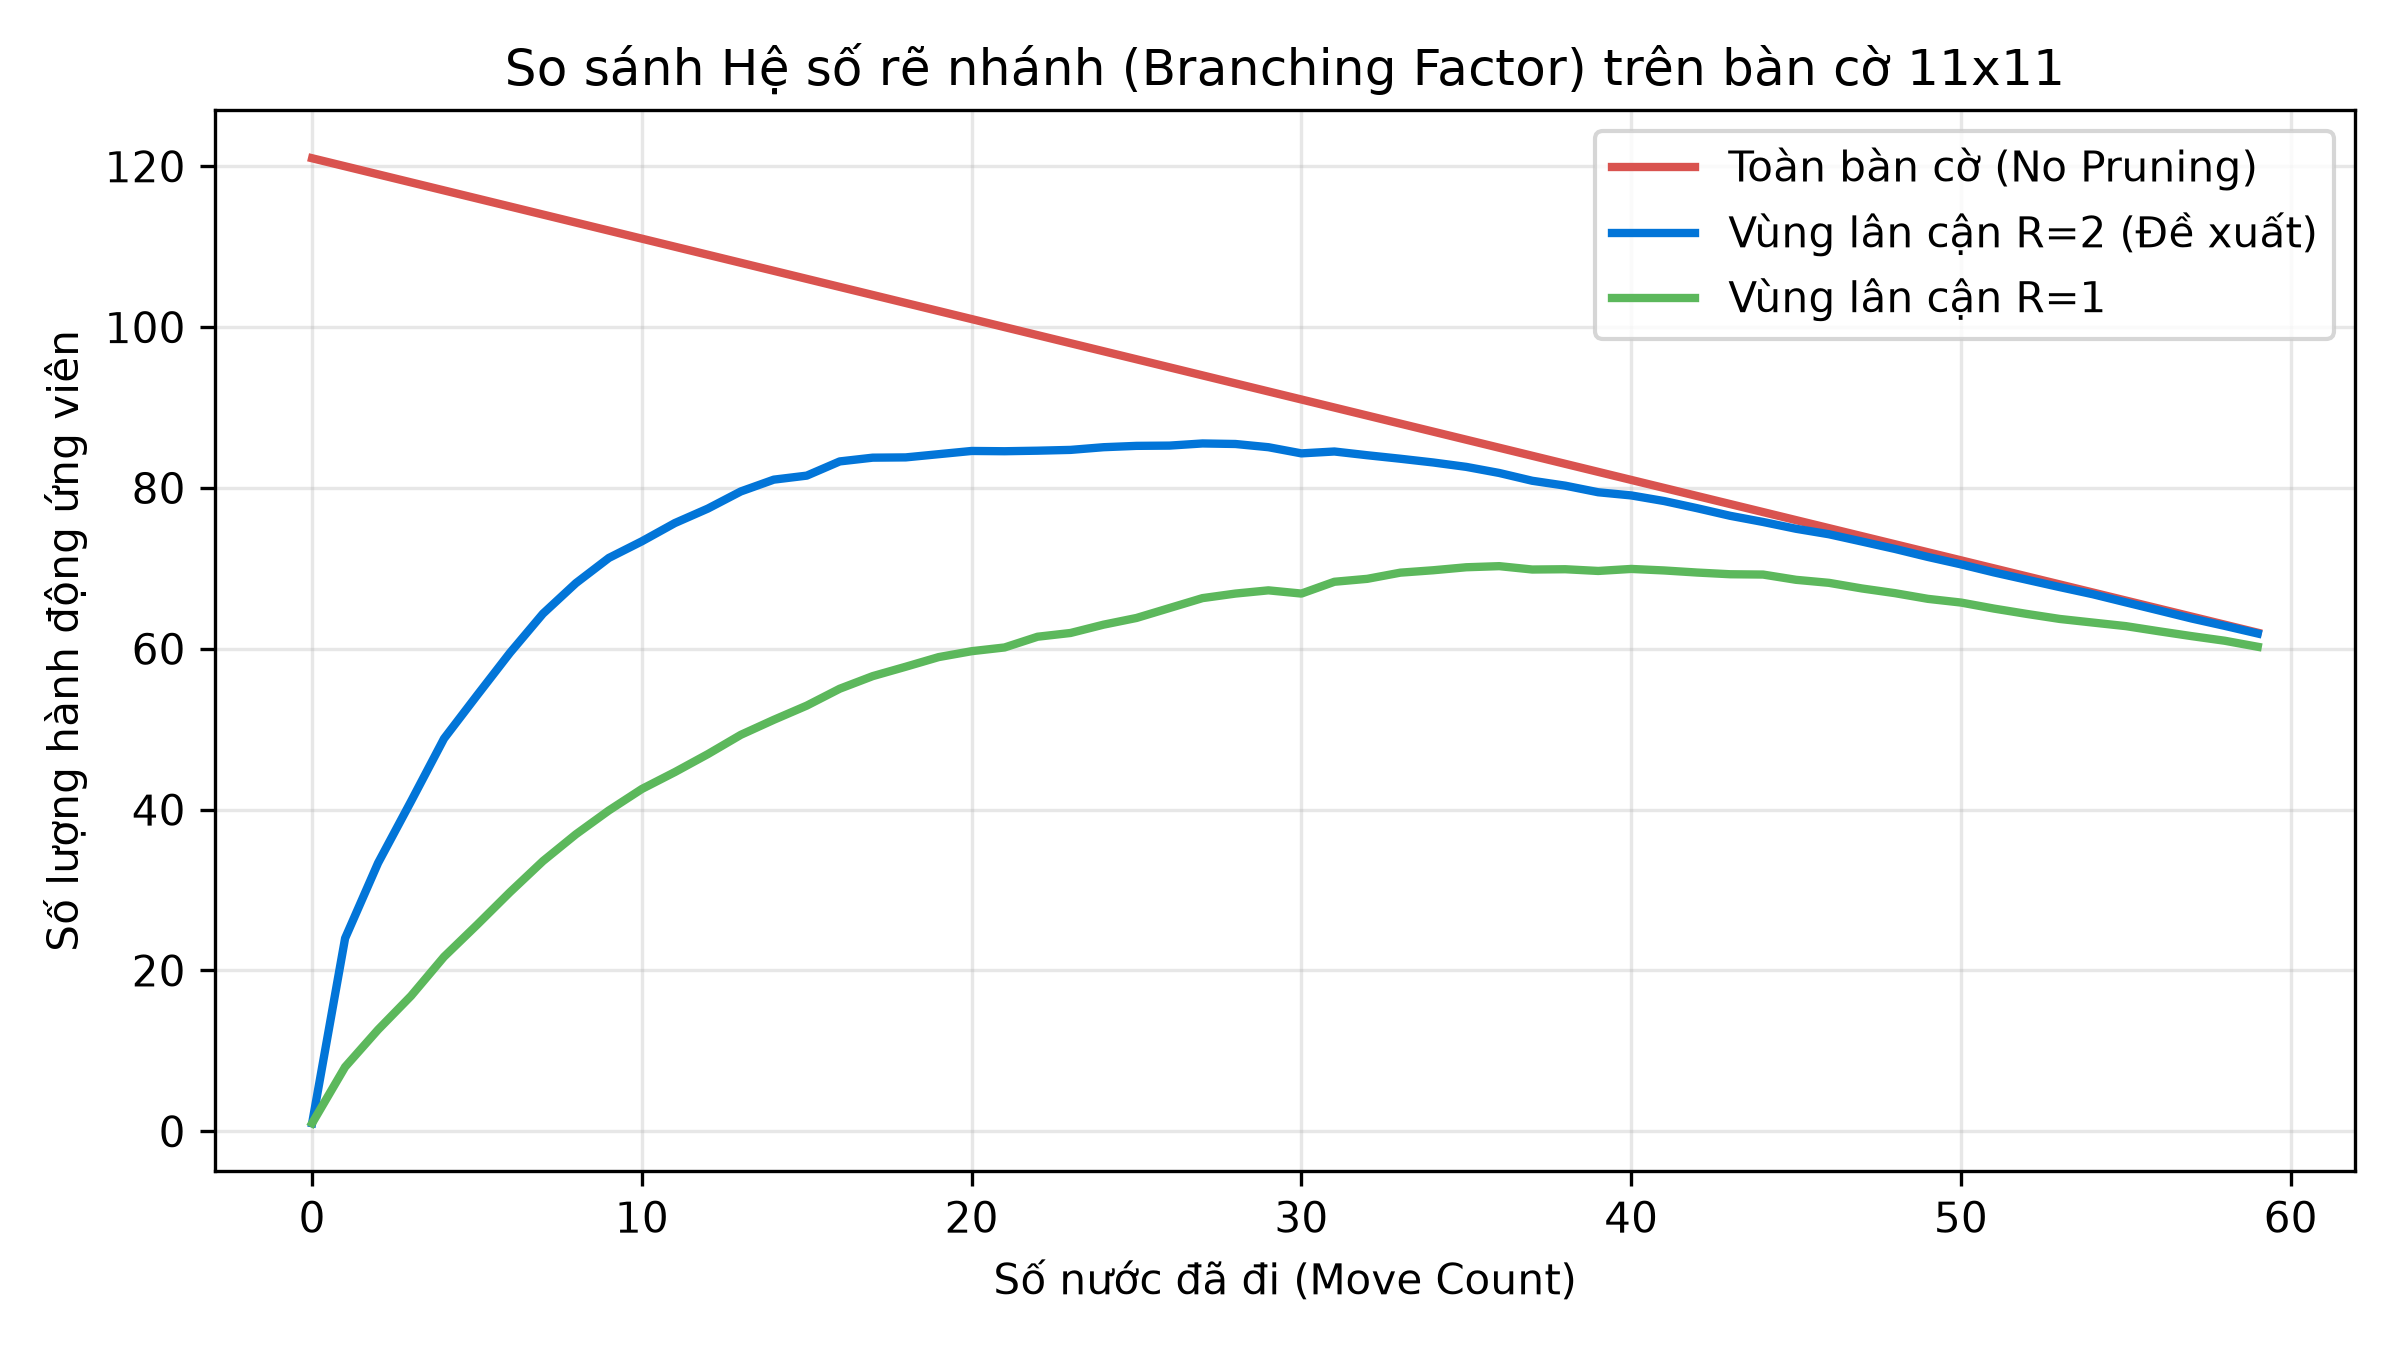 So sánh Hệ số rẽ nhánh (Branching Factor) trên bàn cờ 11x11
Số lượng hành động ứng viên
120
100
80
60
40
20
0
Toàn bàn cờ (No Pruning)
Vùng lân cận R=2 (Đề xuất)
Vùng lân cận R=1
0 10 20 30 40 50 60
Số nước đã đi (Move Count)